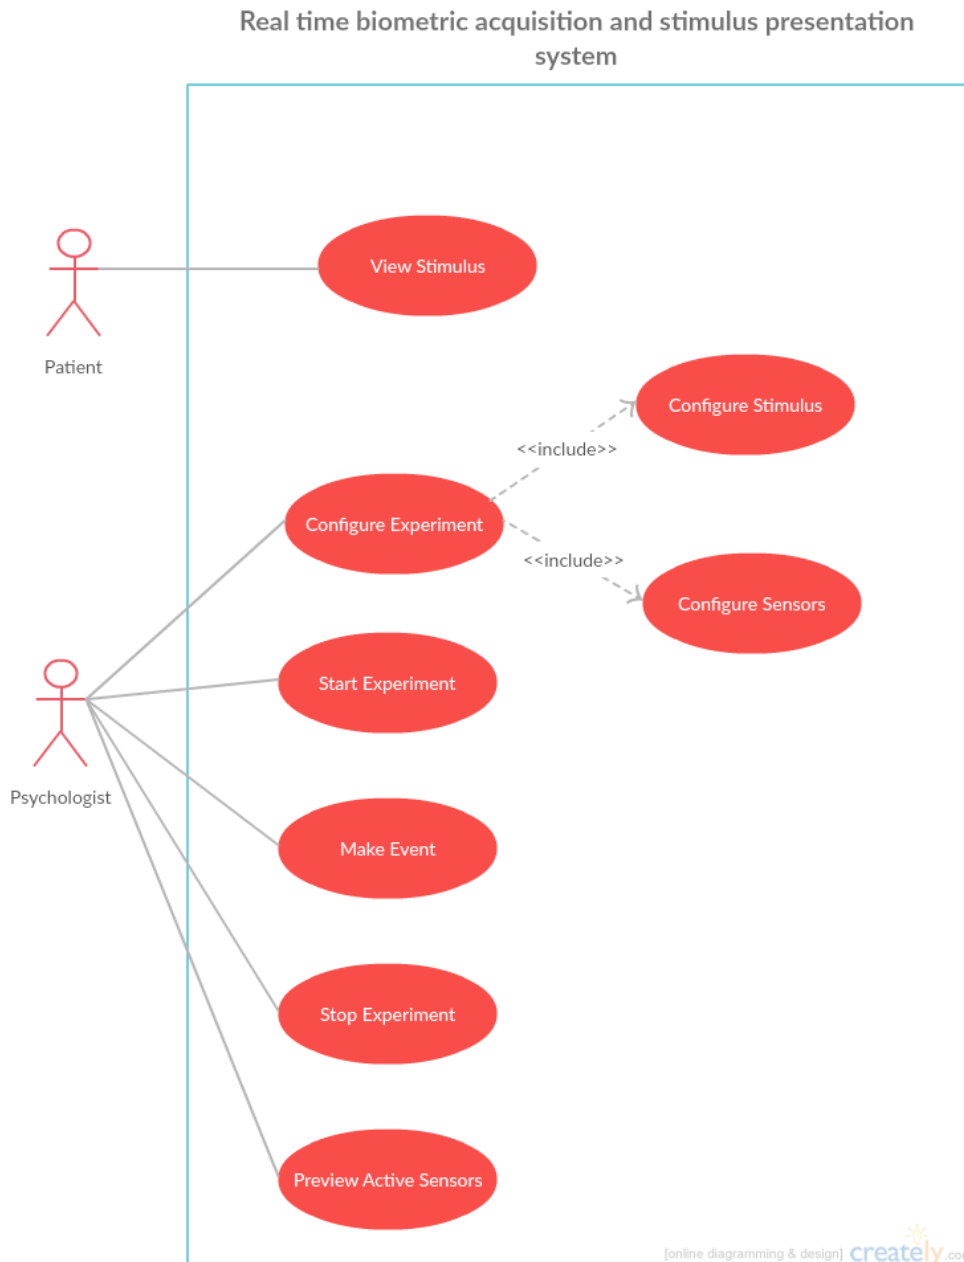 Real time biometric acquisition and stimulus presentation
system
View Stimulus
Patient
Configure Stimulus
<<include>>
Configure Experiment
<<include>>
Configure Sensors
Start Experiment
Psychologist
Make Event
Stop Experiment
Preview Active Sensors
[online diagramming & design] creately.com